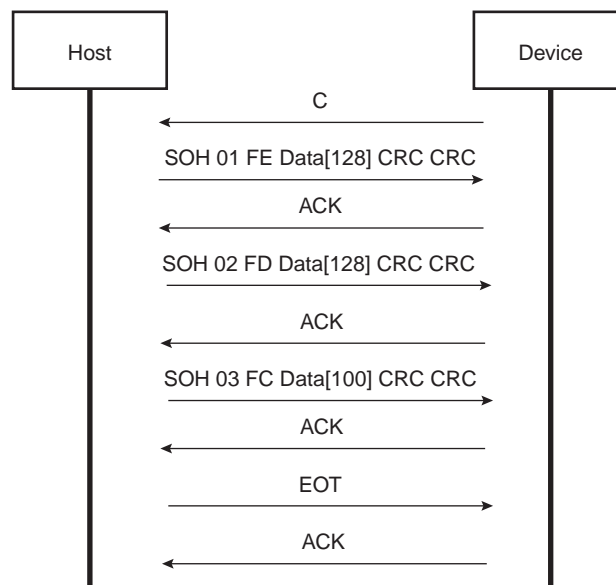 Host
Device
C
SOH 01 FE Data[128] CRC CRC
ACK
SOH 02 FD Data[128] CRC CRC
ACK
SOH 03 FC Data[100] CRC CRC
ACK
EOT
ACK